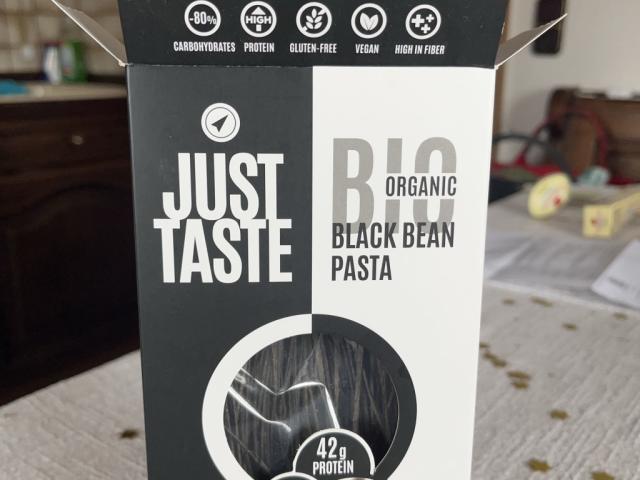 -80%
HIGH
CARBOHYDRATES PROTEIN GLUTEN-FREE VEGAN HIGH IN FIBER
JUST
TASTE
BIO
ORGANIC
BLACK BEAN
PASTA
42g
PROTEIN